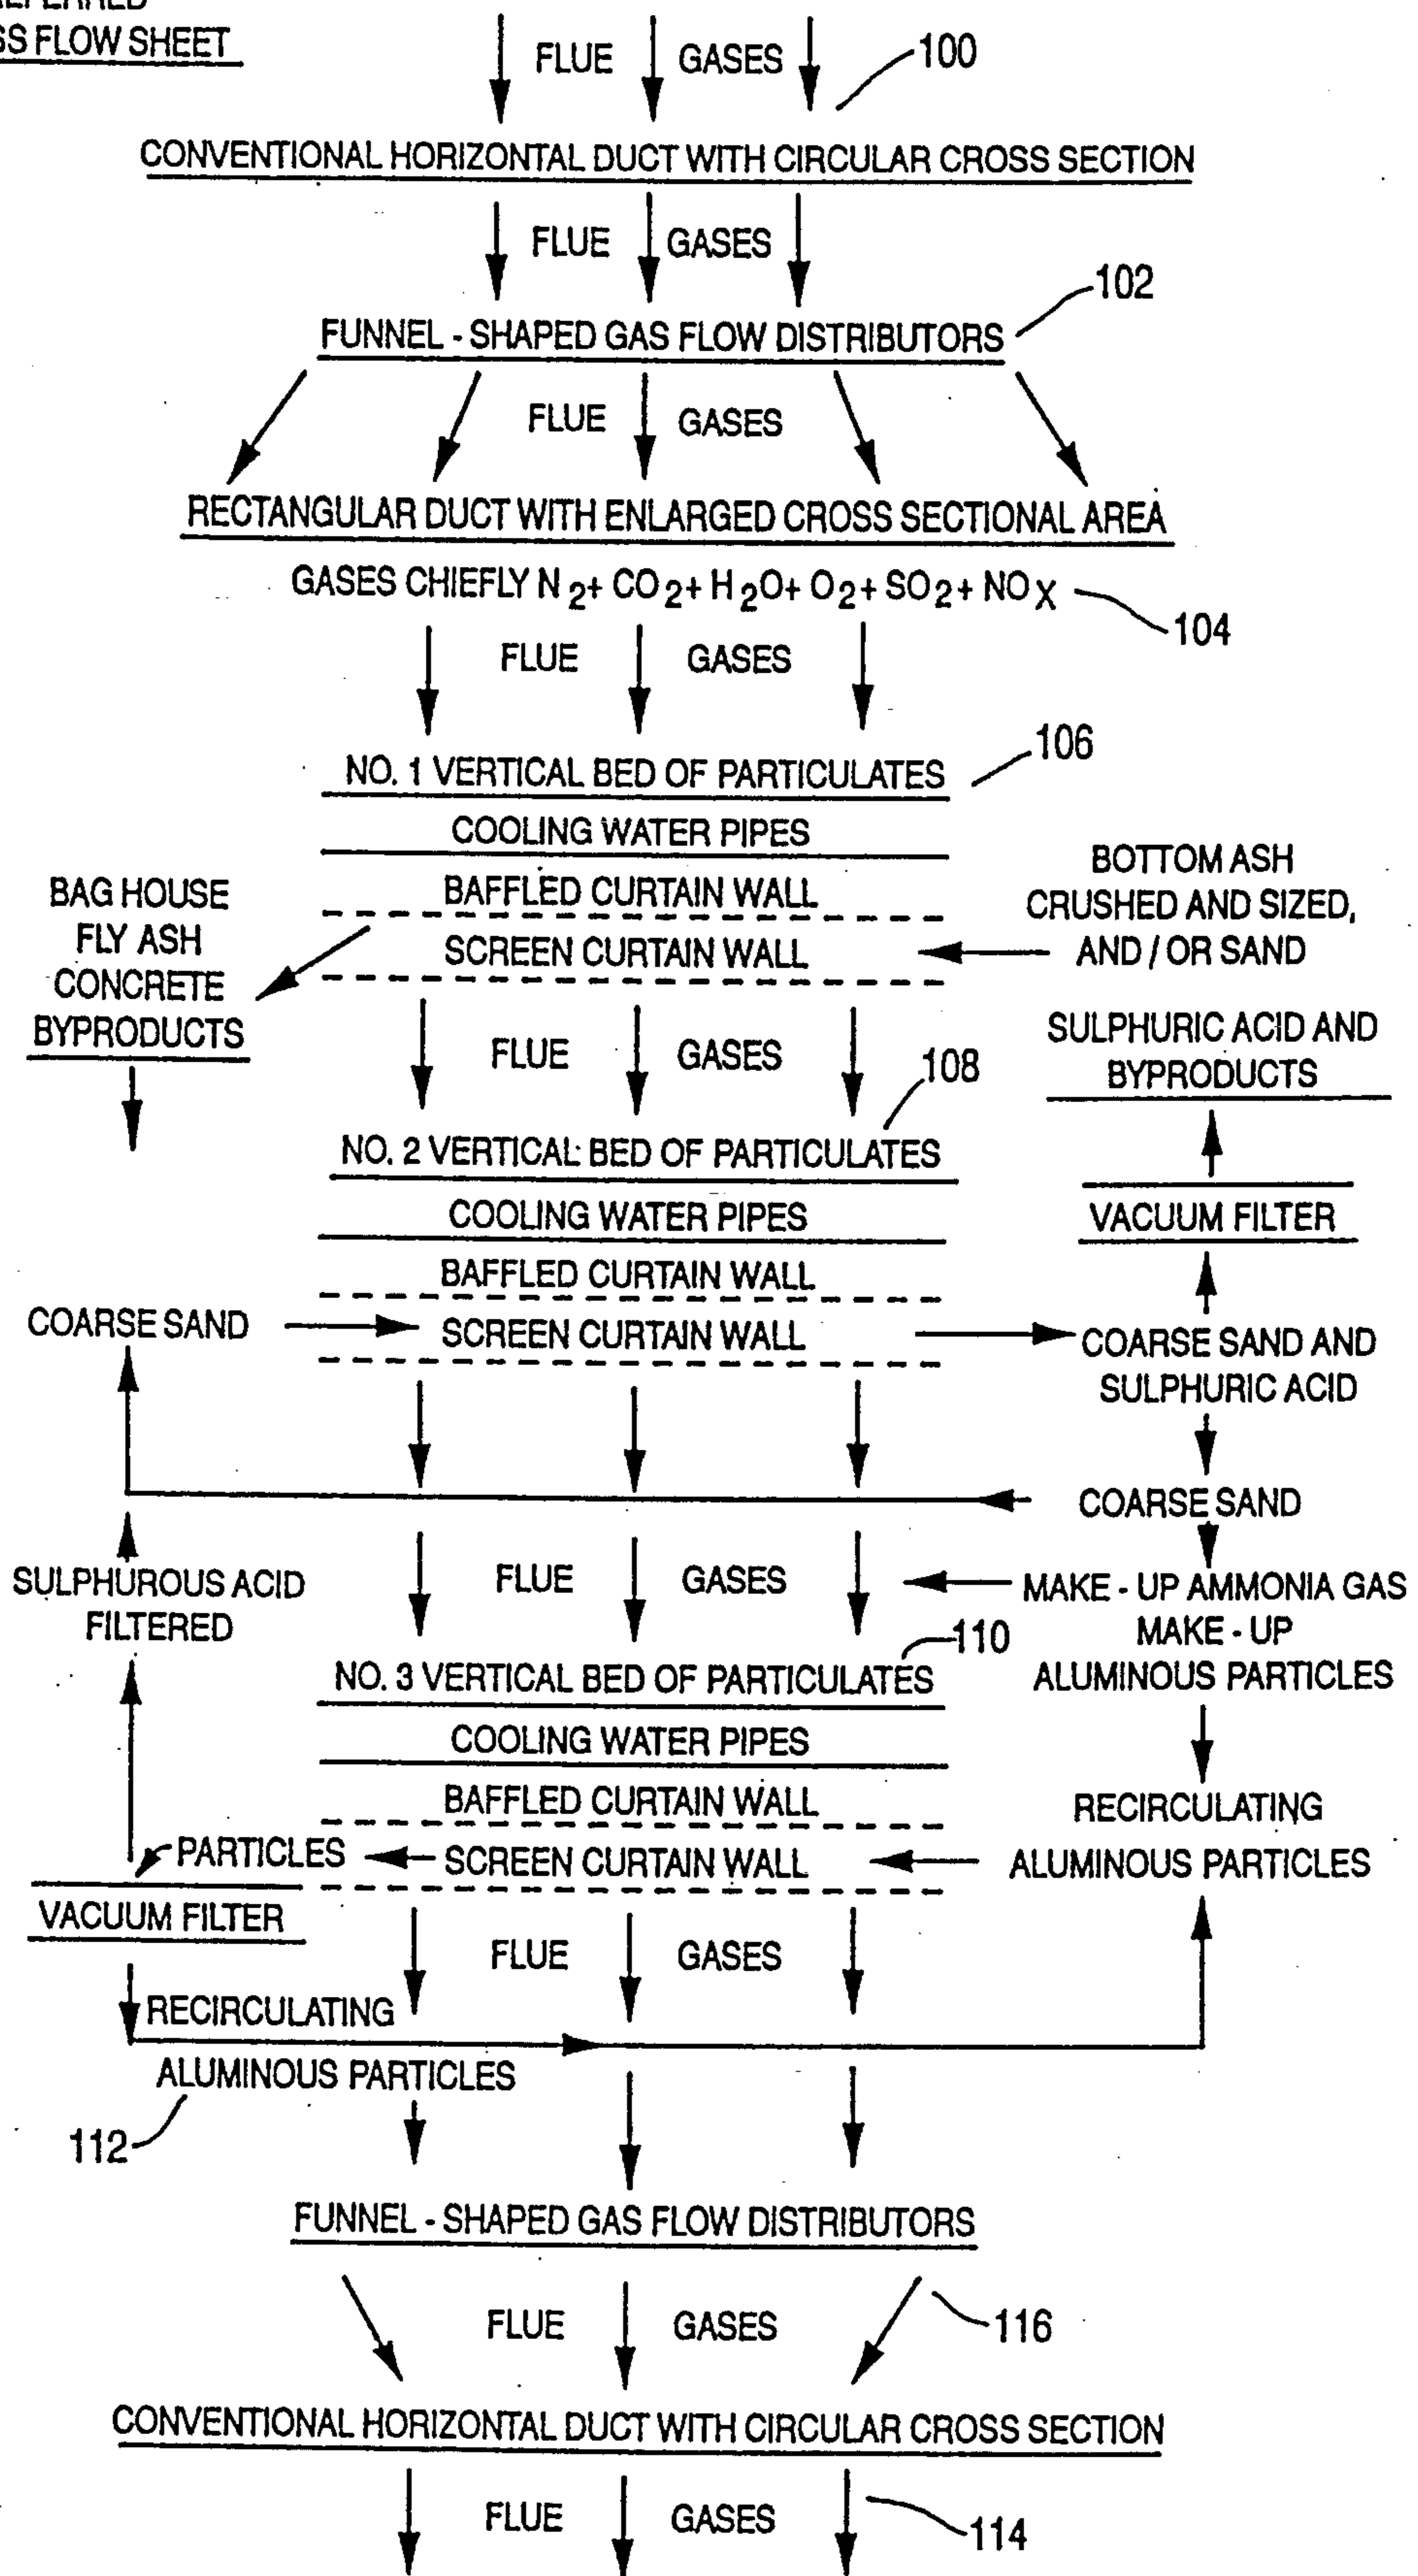 SS FLOW SHEET
FLUE GASES
100
CONVENTIONAL HORIZONTAL DUCT WITH CIRCULAR CROSS SECTION
FLUE GASES
102
FUNNEL - SHAPED GAS FLOW DISTRIBUTORS
FLUE GASES
RECTANGULAR DUCT WITH ENLARGED CROSS SECTIONAL AREA
GASES CHIEFLY N2+ CO2+ H2O+ O2+ SO2+ NOX
104
FLUE GASES
106
NO. 1 VERTICAL BED OF PARTICULATES
COOLING WATER PIPES
BAFFLED CURTAIN WALL
SCREEN CURTAIN WALL
BAG HOUSE
FLY ASH
CONCRETE
BYPRODUCTS
BOTTOM ASH
CRUSHED AND SIZED,
AND / OR SAND
FLUE GASES
SULPHURIC ACID AND
BYPRODUCTS
108
NO. 2 VERTICAL BED OF PARTICULATES
COOLING WATER PIPES
VACUUM FILTER
BAFFLED CURTAIN WALL
COARSE SAND
SCREEN CURTAIN WALL
COARSE SAND AND
SULPHURIC ACID
COARSE SAND
SULPHUROUS ACID
FILTERED
FLUE GASES
MAKE - UP AMMONIA GAS
MAKE - UP
ALUMINOUS PARTICLES
110
NO. 3 VERTICAL BED OF PARTICULATES
COOLING WATER PIPES
BAFFLED CURTAIN WALL
RECIRCULATING
ALUMINOUS PARTICLES
PARTICLES
SCREEN CURTAIN WALL
VACUUM FILTER
FLUE GASES
RECIRCULATING
ALUMINOUS PARTICLES
112
FUNNEL - SHAPED GAS FLOW DISTRIBUTORS
FLUE GASES
116
CONVENTIONAL HORIZONTAL DUCT WITH CIRCULAR CROSS SECTION
FLUE GASES
114